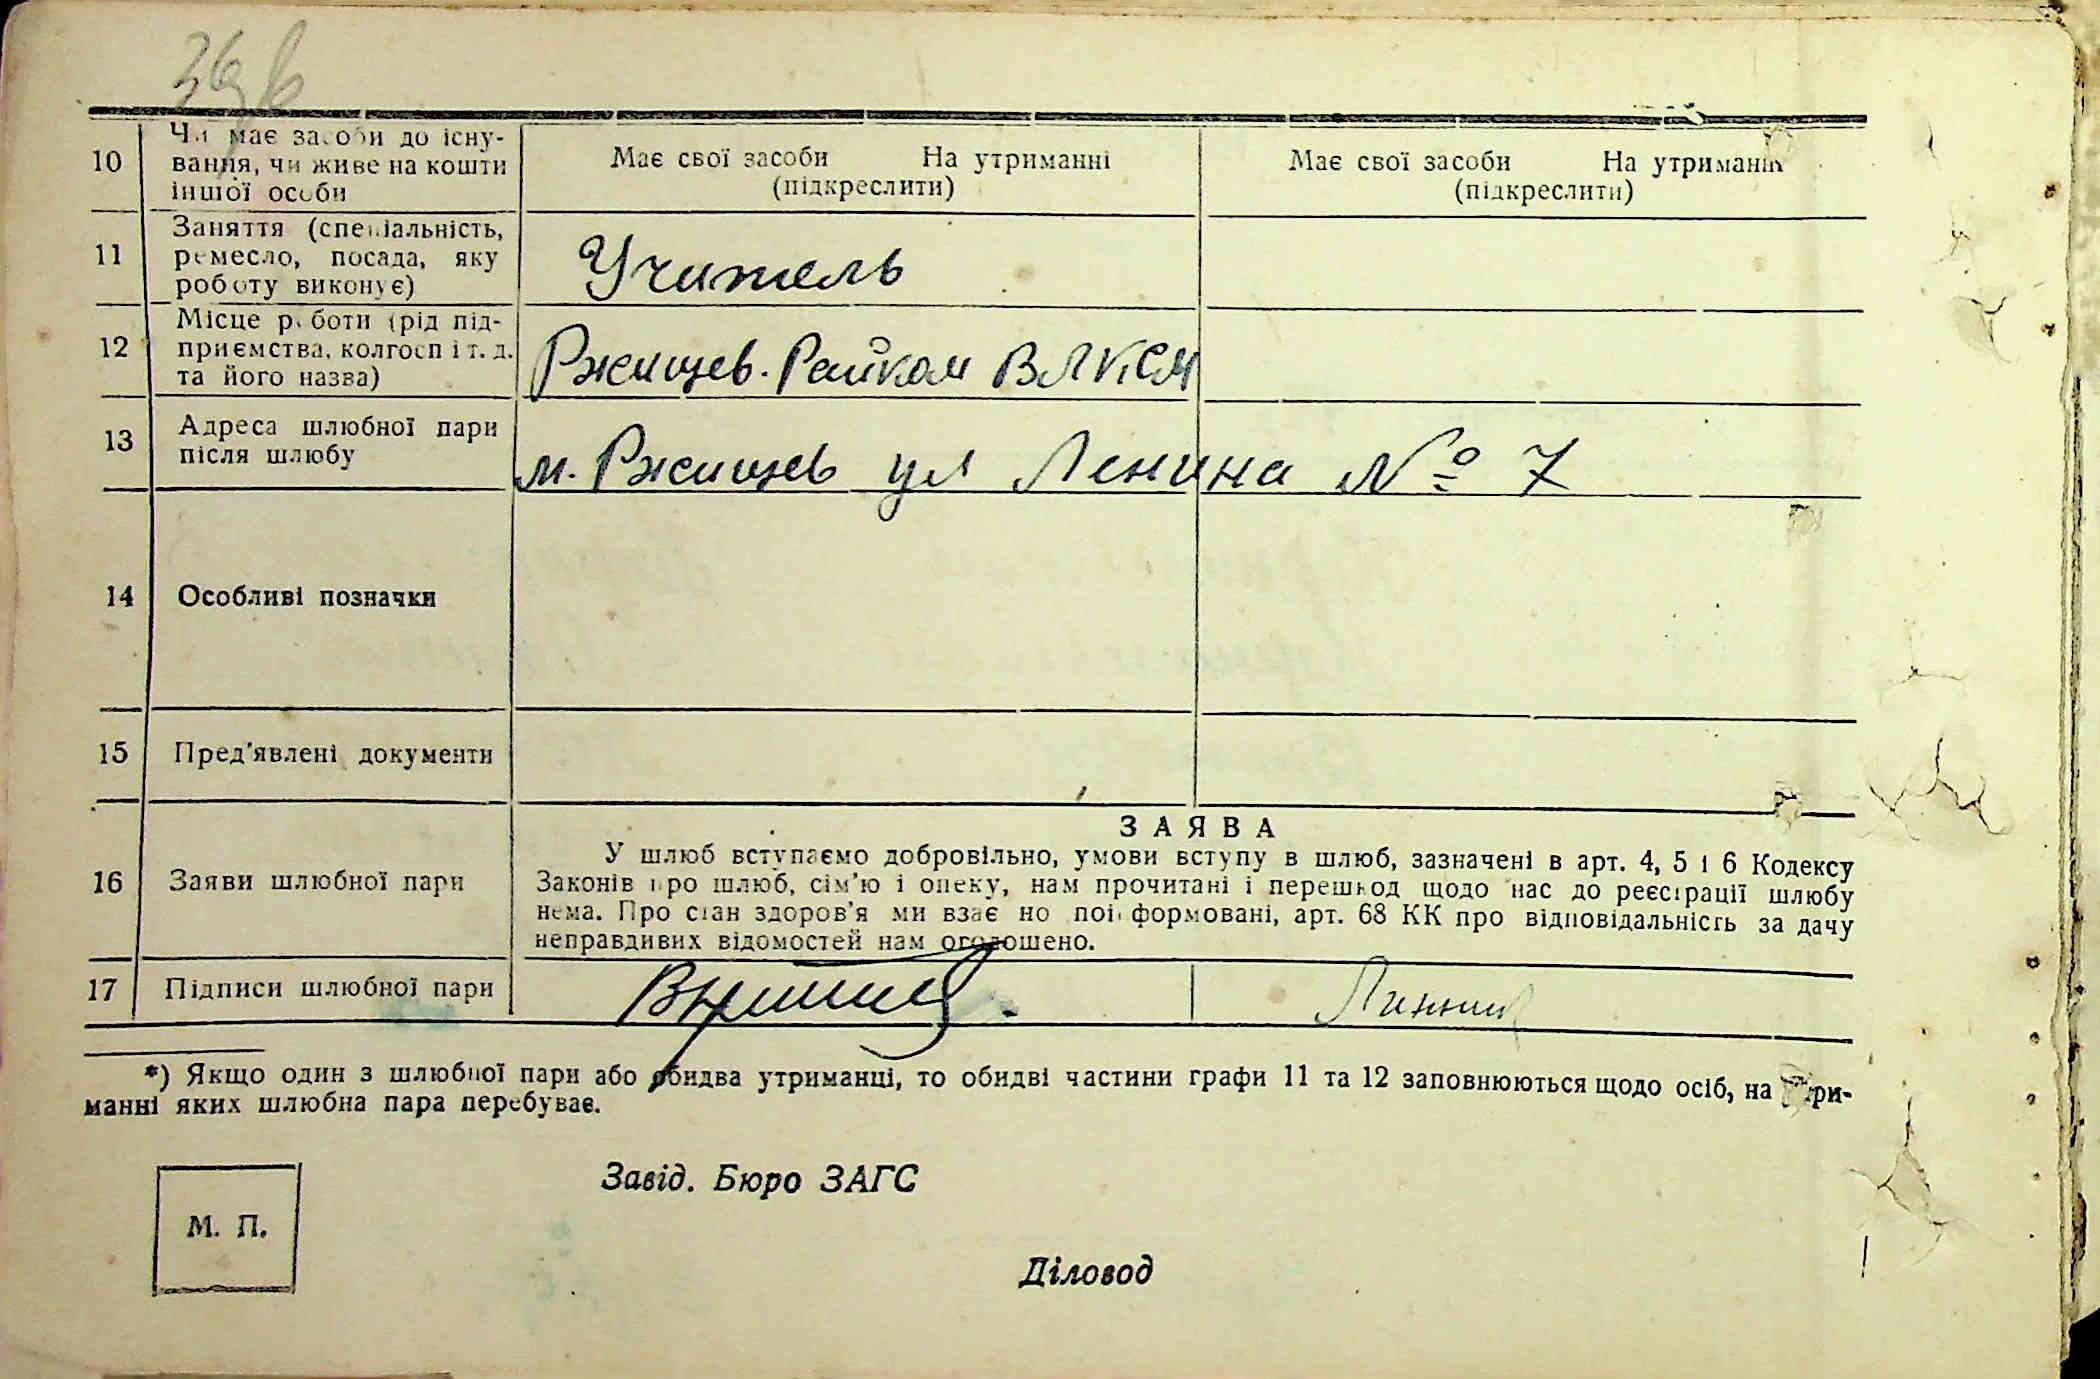 10 Чи має засоби до існу- Має свої засоби На утриманні Має свої засоби На утриманні
вання, чи живе на кошти (підкреслити) (підкреслити)
іншої особи
11 Заняття (спеціальність,
ремесло, посада, яку Учитель
роботу виконує)
12 Місце роботи (рід під-
приємства, колгосп і т. д. Ржищев. Райком ВЛКСМ
та його назва)
13 Адреса шлюбної пари
після шлюбу м. Ржищев ул Ленина № 7
14 Особливі позначки
15 Пред'явлені документи
ЗАЯВА
У шлюб вступаємо добровільно, умови вступу в шлюб, зазначені в арт. 4, 5 і 6 Кодексу
16 Заяви шлюбної пари Законів про шлюб, сім'ю і опеку, нам прочитані і перешкод щодо нас до реєстрації шлюбу
нема. Про стан здоров'я ми взаємно поінформовані, арт. 68 КК про відповідальність за дачу
неправдивих відомостей нам оголошено.
17 Підписи шлюбної пари
*) Якщо один з шлюбної пари або обидва утриманці, то обидві частини графи 11 та 12 заповнюються щодо осіб, на утри-
манні яких шлюбна пара перебуває.
Завід. Бюро ЗАГС
М. П.
Діловод